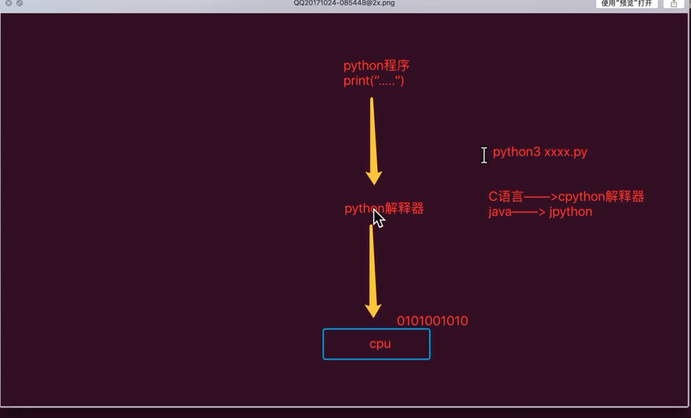 QQ20171024-085448@2x.png
使用“预览”打开
python程序
print(“.....“)
python3 xxxx.py
C语言——>cpython解释器
java——> jpython
python解释器
0101001010
cpu